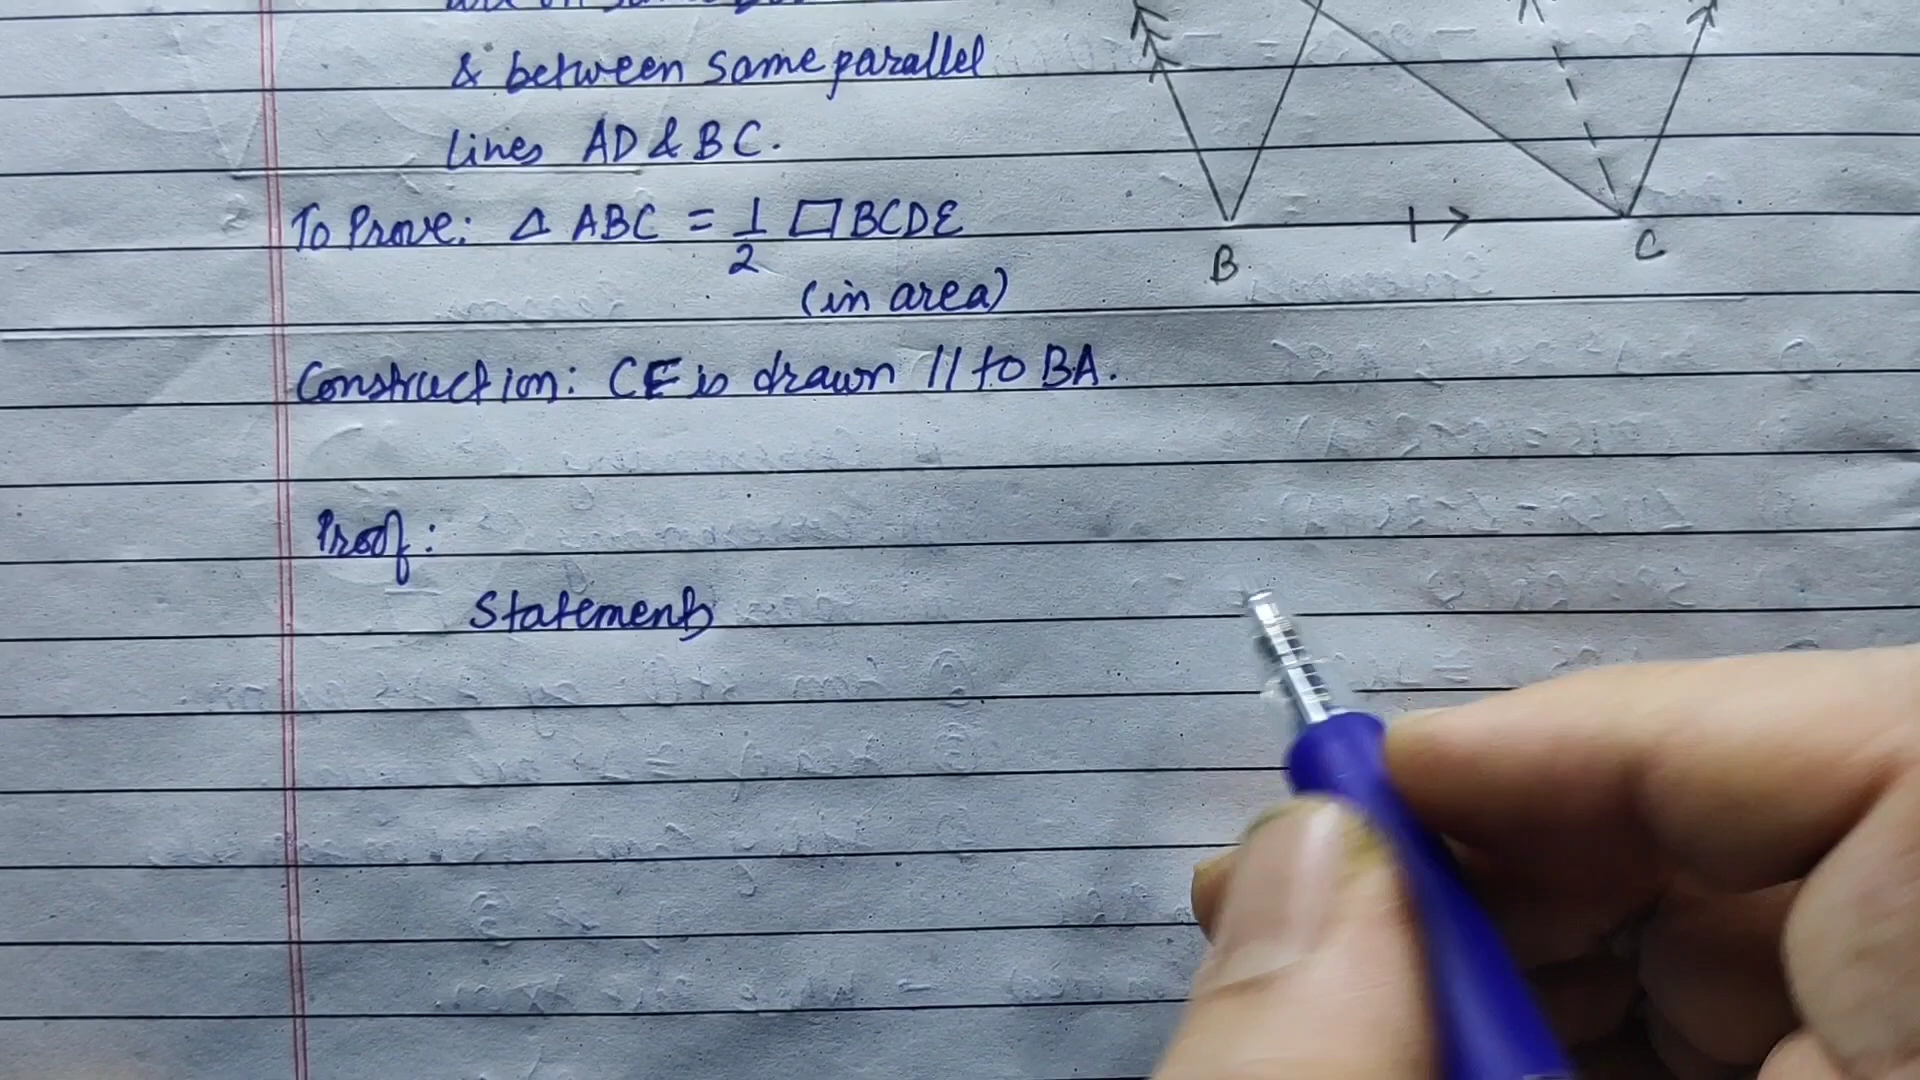 & between same parallel
lines AD & BC.
To Prove: △ ABC = 1/2 ▱ BCDE
(in area)
Construction: CF is drawn // to BA.
Proof:
Statements
B
C